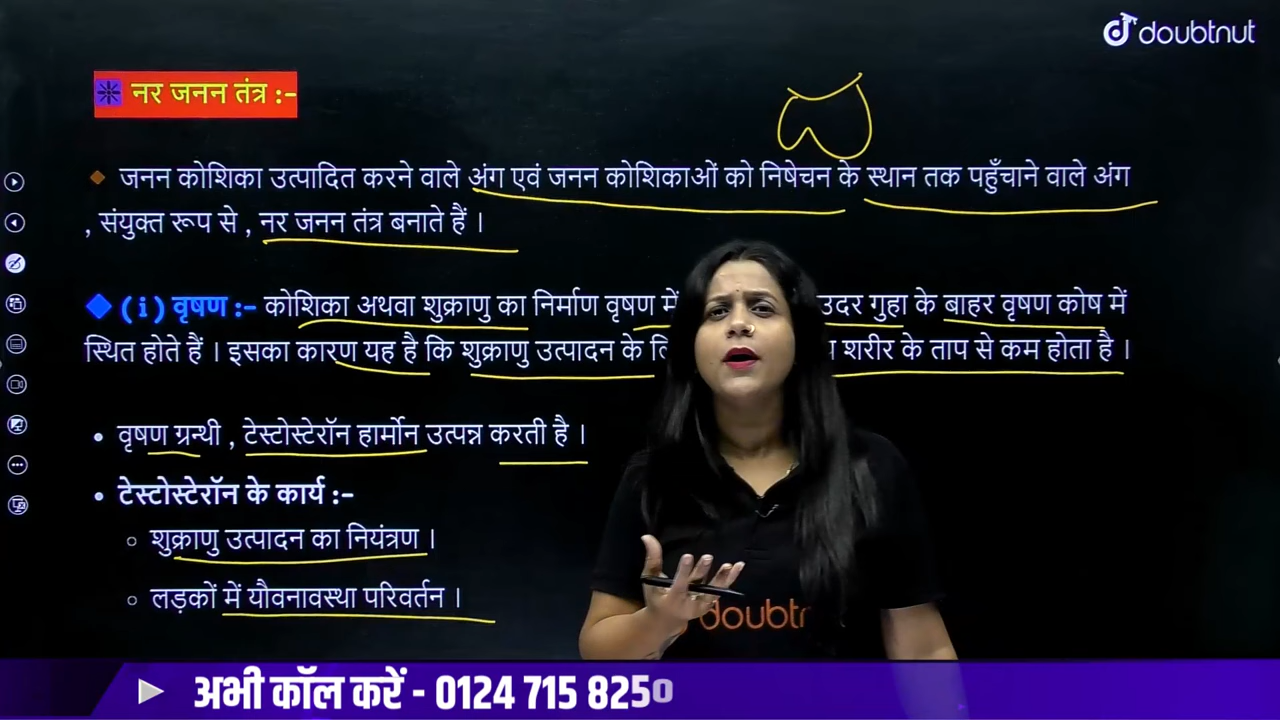 doubtnut
नर जनन तंत्र :-
जनन कोशिका उत्पादित करने वाले अंग एवं जनन कोशिकाओं को निषेचन के स्थान तक पहुँचाने वाले अंग
, संयुक्त रूप से , नर जनन तंत्र बनाते हैं ।
( i ) वृषण :- कोशिका अथवा शुक्राणु का निर्माण वृषण में उदर गुहा के बाहर वृषण कोष में
स्थित होते हैं । इसका कारण यह है कि शुक्राणु उत्पादन के शरीर के ताप से कम होता है ।
• वृषण ग्रन्थी , टेस्टोस्टेरॉन हार्मोन उत्पन्न करती है ।
• टेस्टोस्टेरॉन के कार्य :-
○ शुक्राणु उत्पादन का नियंत्रण ।
○ लड़कों में यौवनावस्था परिवर्तन ।
doubtn
अभी कॉल करें - 0124 715 8250